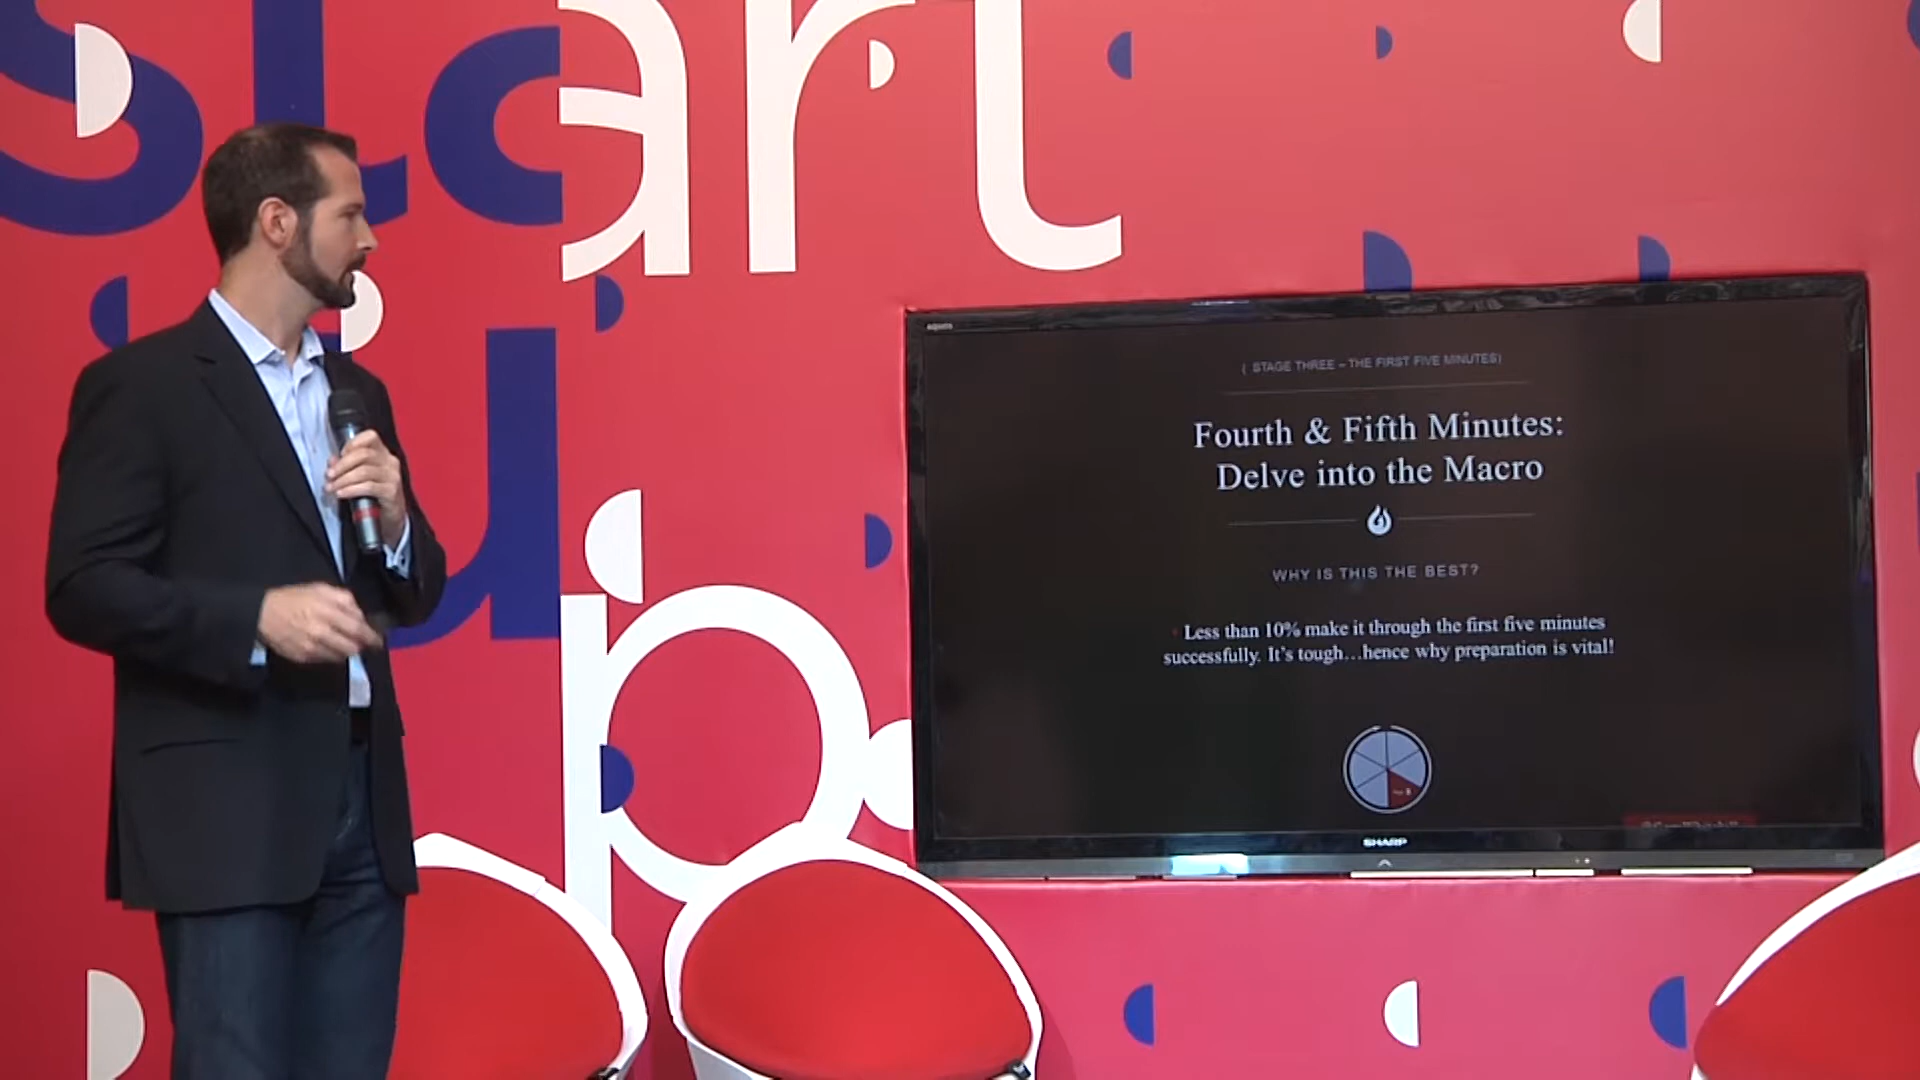 start
up
AQUOS
( STAGE THREE – THE FIRST FIVE MINUTES)
Fourth & Fifth Minutes:
Delve into the Macro
WHY IS THIS THE BEST?
Less than 10% make it through the first five minutes
successfully. It's tough…hence why preparation is vital!
SHARP